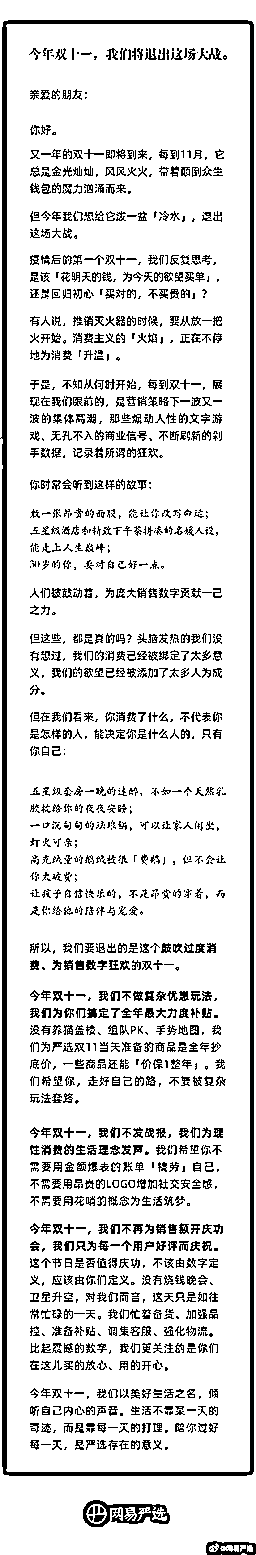 今年双十一，我们将退出这场大战。
亲爱的朋友：
你好。
又一年的双十一即将到来，每到11月，它
总是金光灿灿，风风火火，带着颠倒众生
钱包的魔力汹涌而来。
但今年我们想给它泼一盆「冷水」，退出
这场大战。
疫情后的第一个双十一，我们反复思考，
是该「花明天的钱，为今天的欲望买单」，
还是回归初心「买对的，不买贵的」？
有人说，推销灭火器的时候，要从放一把
火开始。消费主义的「火焰」，正在不停
地为消费「升温」。
于是，不知从何时开始，每到双十一，展
现在我们眼前的，是营销策略下一波又一
波的集体高潮，那些煽动人性的文字游
戏、无孔不入的商业信号、不断刷新的剁
手数据，记录着所谓的狂欢。
你时常会听到这样的故事：
敷一张昂贵的面膜，能让你改写命运；
五星级酒店和精致下午茶拼凑的名媛人设，
能走上人生巅峰；
30岁的你，要对自己好一点。
人们被鼓动着，为庞大销售数字贡献一己
之力。
但这些，都是真的吗？头脑发热的我们没
有想过，我们的消费已经被绑定了太多意
义，我们的欲望已经被添加了太多人为成
分。
但在我们看来，你消费了什么，不代表你
是怎样的人，能决定你是什么人的，只有
你自己：
五星级套房一晚的迷醉，不如一个天然乳
胶枕给你的夜夜安睡；
一口沉甸甸的珐琅锅，可以让家人闲坐，
灯火可亲；
高克绒量的鹅绒被很「费鹅」，但不会让
你太破费；
让孩子自信快乐的，不是昂贵的穿着，而
是你给他的陪伴与宠爱。
所以，我们要退出的是这个鼓吹过度消
费、为销售数字狂欢的双十一。
今年双十一，我们不做复杂优惠玩法，
我们为你们搞定了全年最大力度补贴。
没有养猫盖楼、组队PK、手势地图，我
们为严选双11当天准备的商品是全年抄
底价，一些商品还能「价保1整年」。我
们希望你，走好自己的路，不要被复杂
玩法套路。
今年双十一，我们不发战报，我们为理
性消费的生活理念发声。我们希望你不
需要用金额爆表的账单「犒劳」自己，
不需要用昂贵的LOGO增加社交安全感，
不需要用花哨的概念为生活筑梦。
今年双十一，我们不再为销售额开庆功
会，我们只为每一个用户好评而庆祝。
这个节日是否值得庆功，不该由数字定
义，应该由你们定义。没有烧钱晚会、
卫星升空，对我们而言，这天只是如往
常忙碌的一天。我们忙着备货、加强品
控、准备补贴、调集客服、强化物流。
比起震撼的数字，我们更关注的是你们
在这儿买的放心、用的开心。
今年双十一，我们以美好生活之名，倾
听自己内心的声音。生活不靠某一天的
奇迹，而是靠每一天的打理。陪你过好
每一天，是严选存在的意义。
网易严选
@网易严选